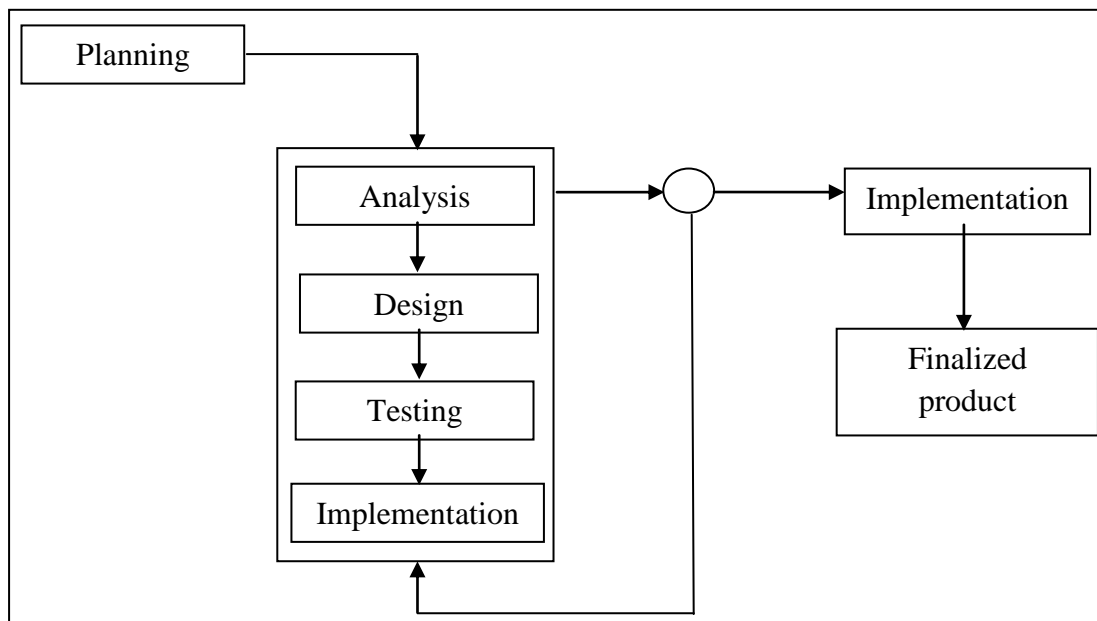 Planning
Analysis
Design
Testing
Implementation
Implementation
Finalized
product